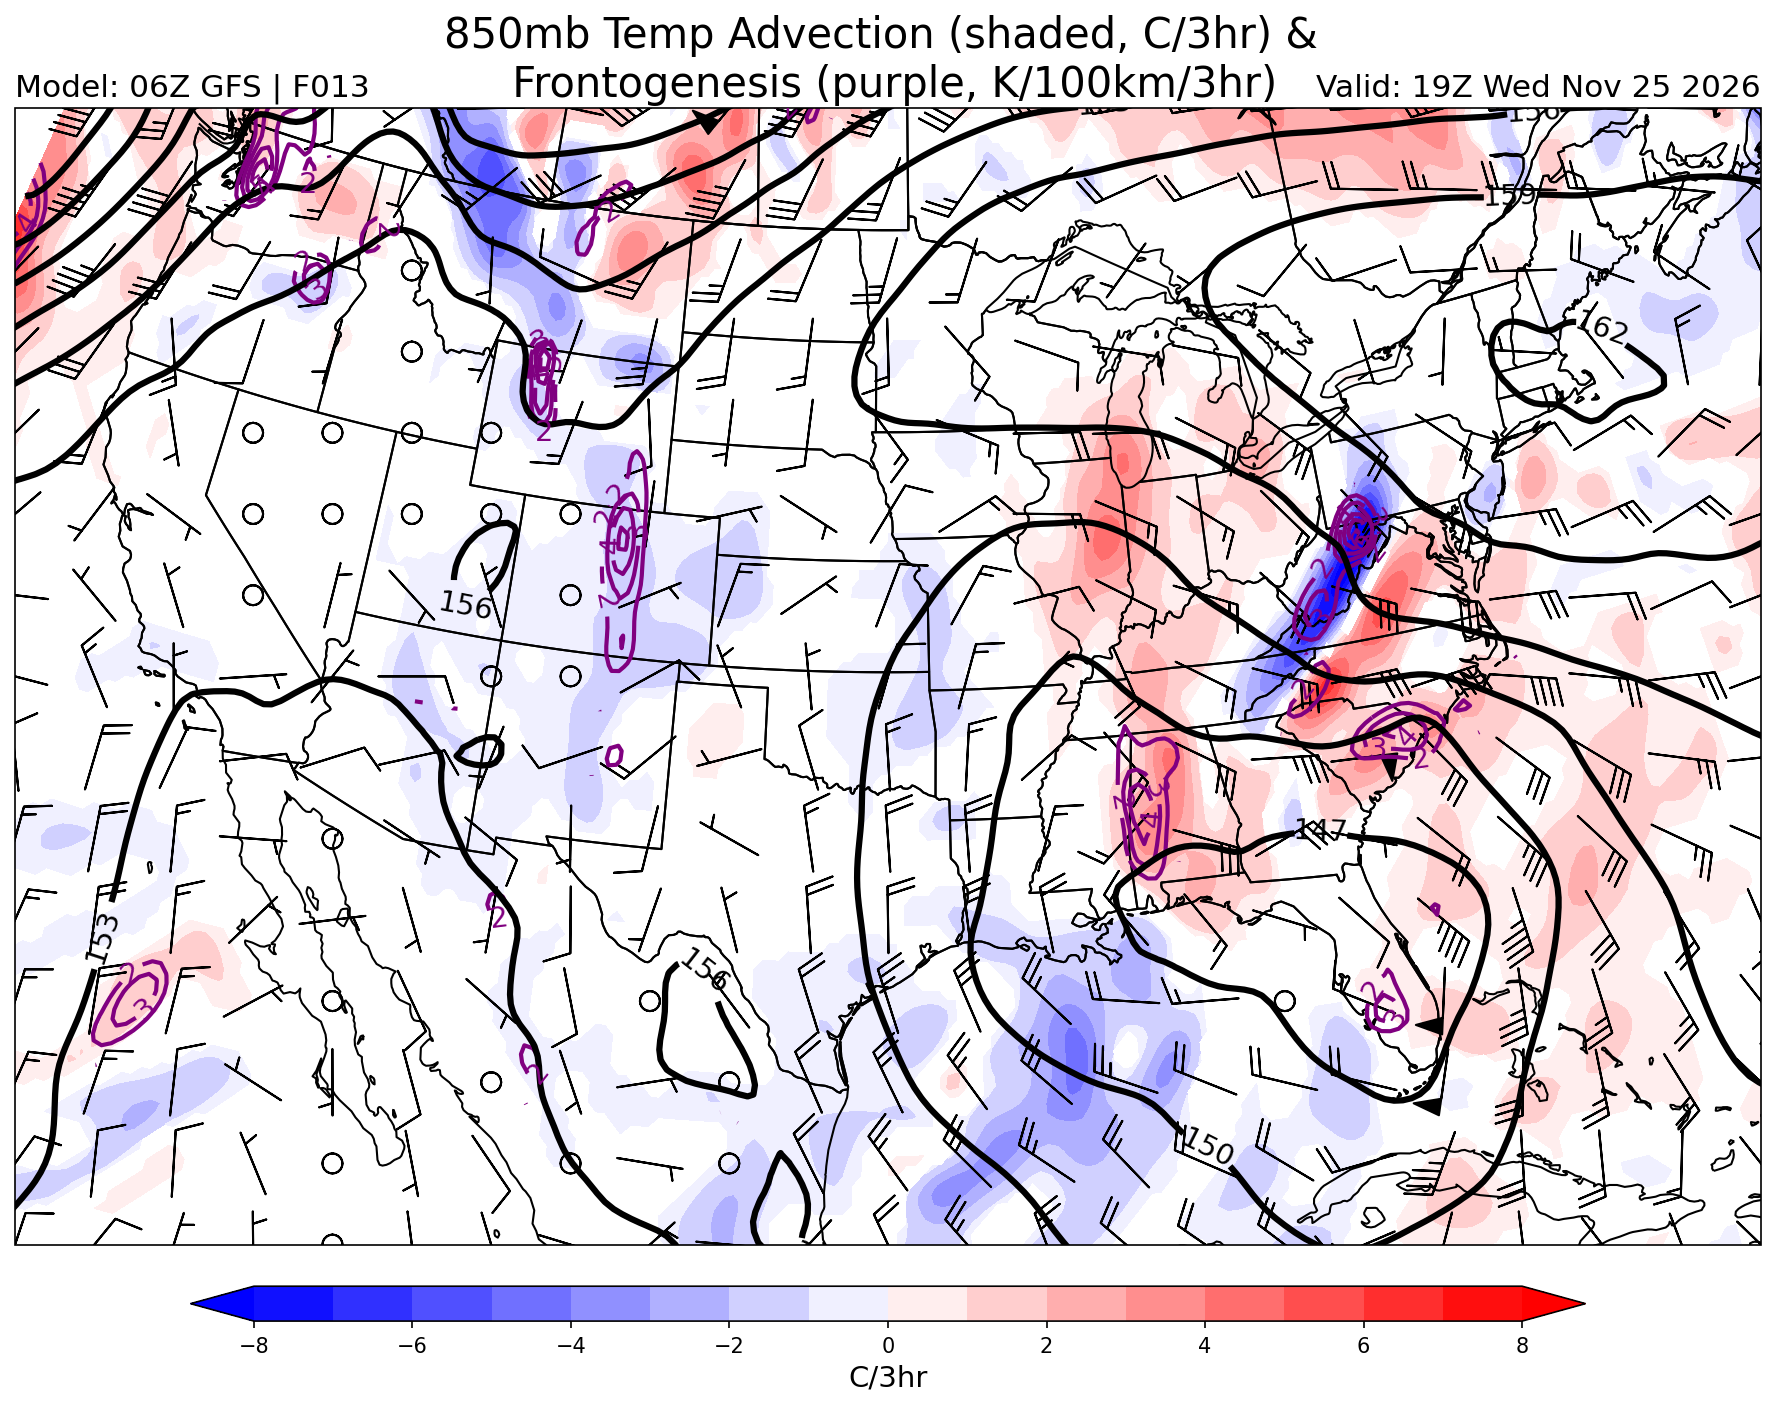 850mb Temp Advection (shaded, C/3hr) &
Model: 06Z GFS | F013
Frontogenesis (purple, K/100km/3hr)
Valid: 19Z Wed Nov 25 2026
156
159
162
156
147
153
156
150
−8 −6 −4 −2 0 2 4 6 8
C/3hr